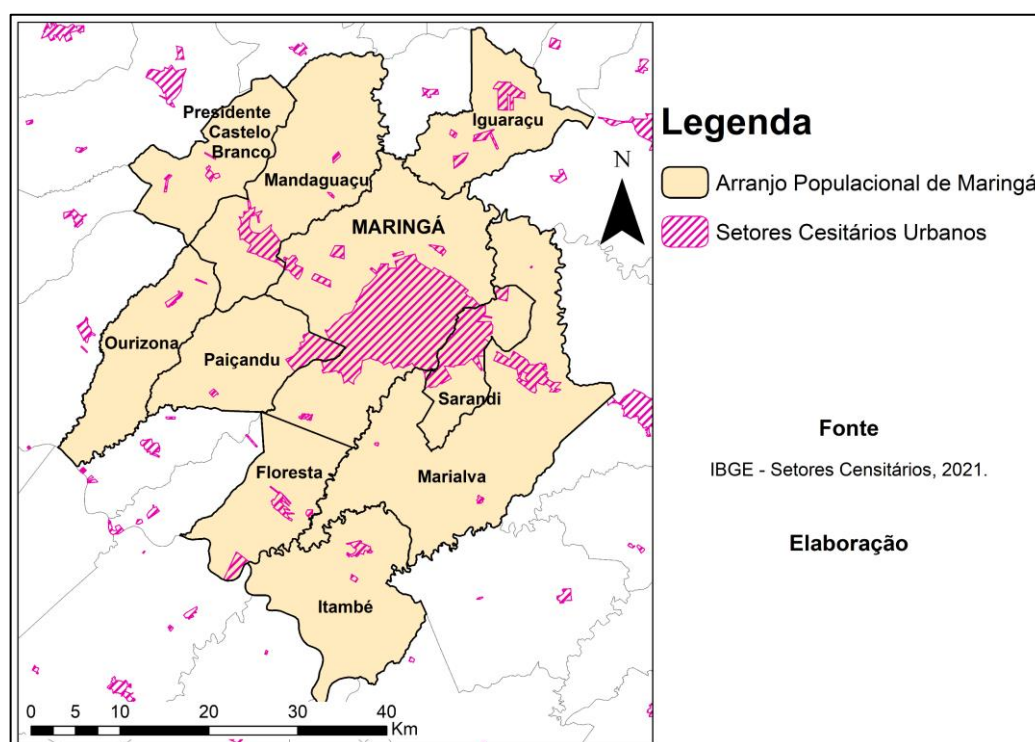 Presidente
Castelo
Branco
Iguaraçu
Mandaguaçu
MARINGÁ
Ourizona
Paiçandu
Sarandi
Floresta
Marialva
Itambé
0 5 10 20 30 40
Km
Legenda
N
Arranjo Populacional de Maringá
Setores Cesitários Urbanos
Fonte
IBGE - Setores Censitários, 2021.
Elaboração